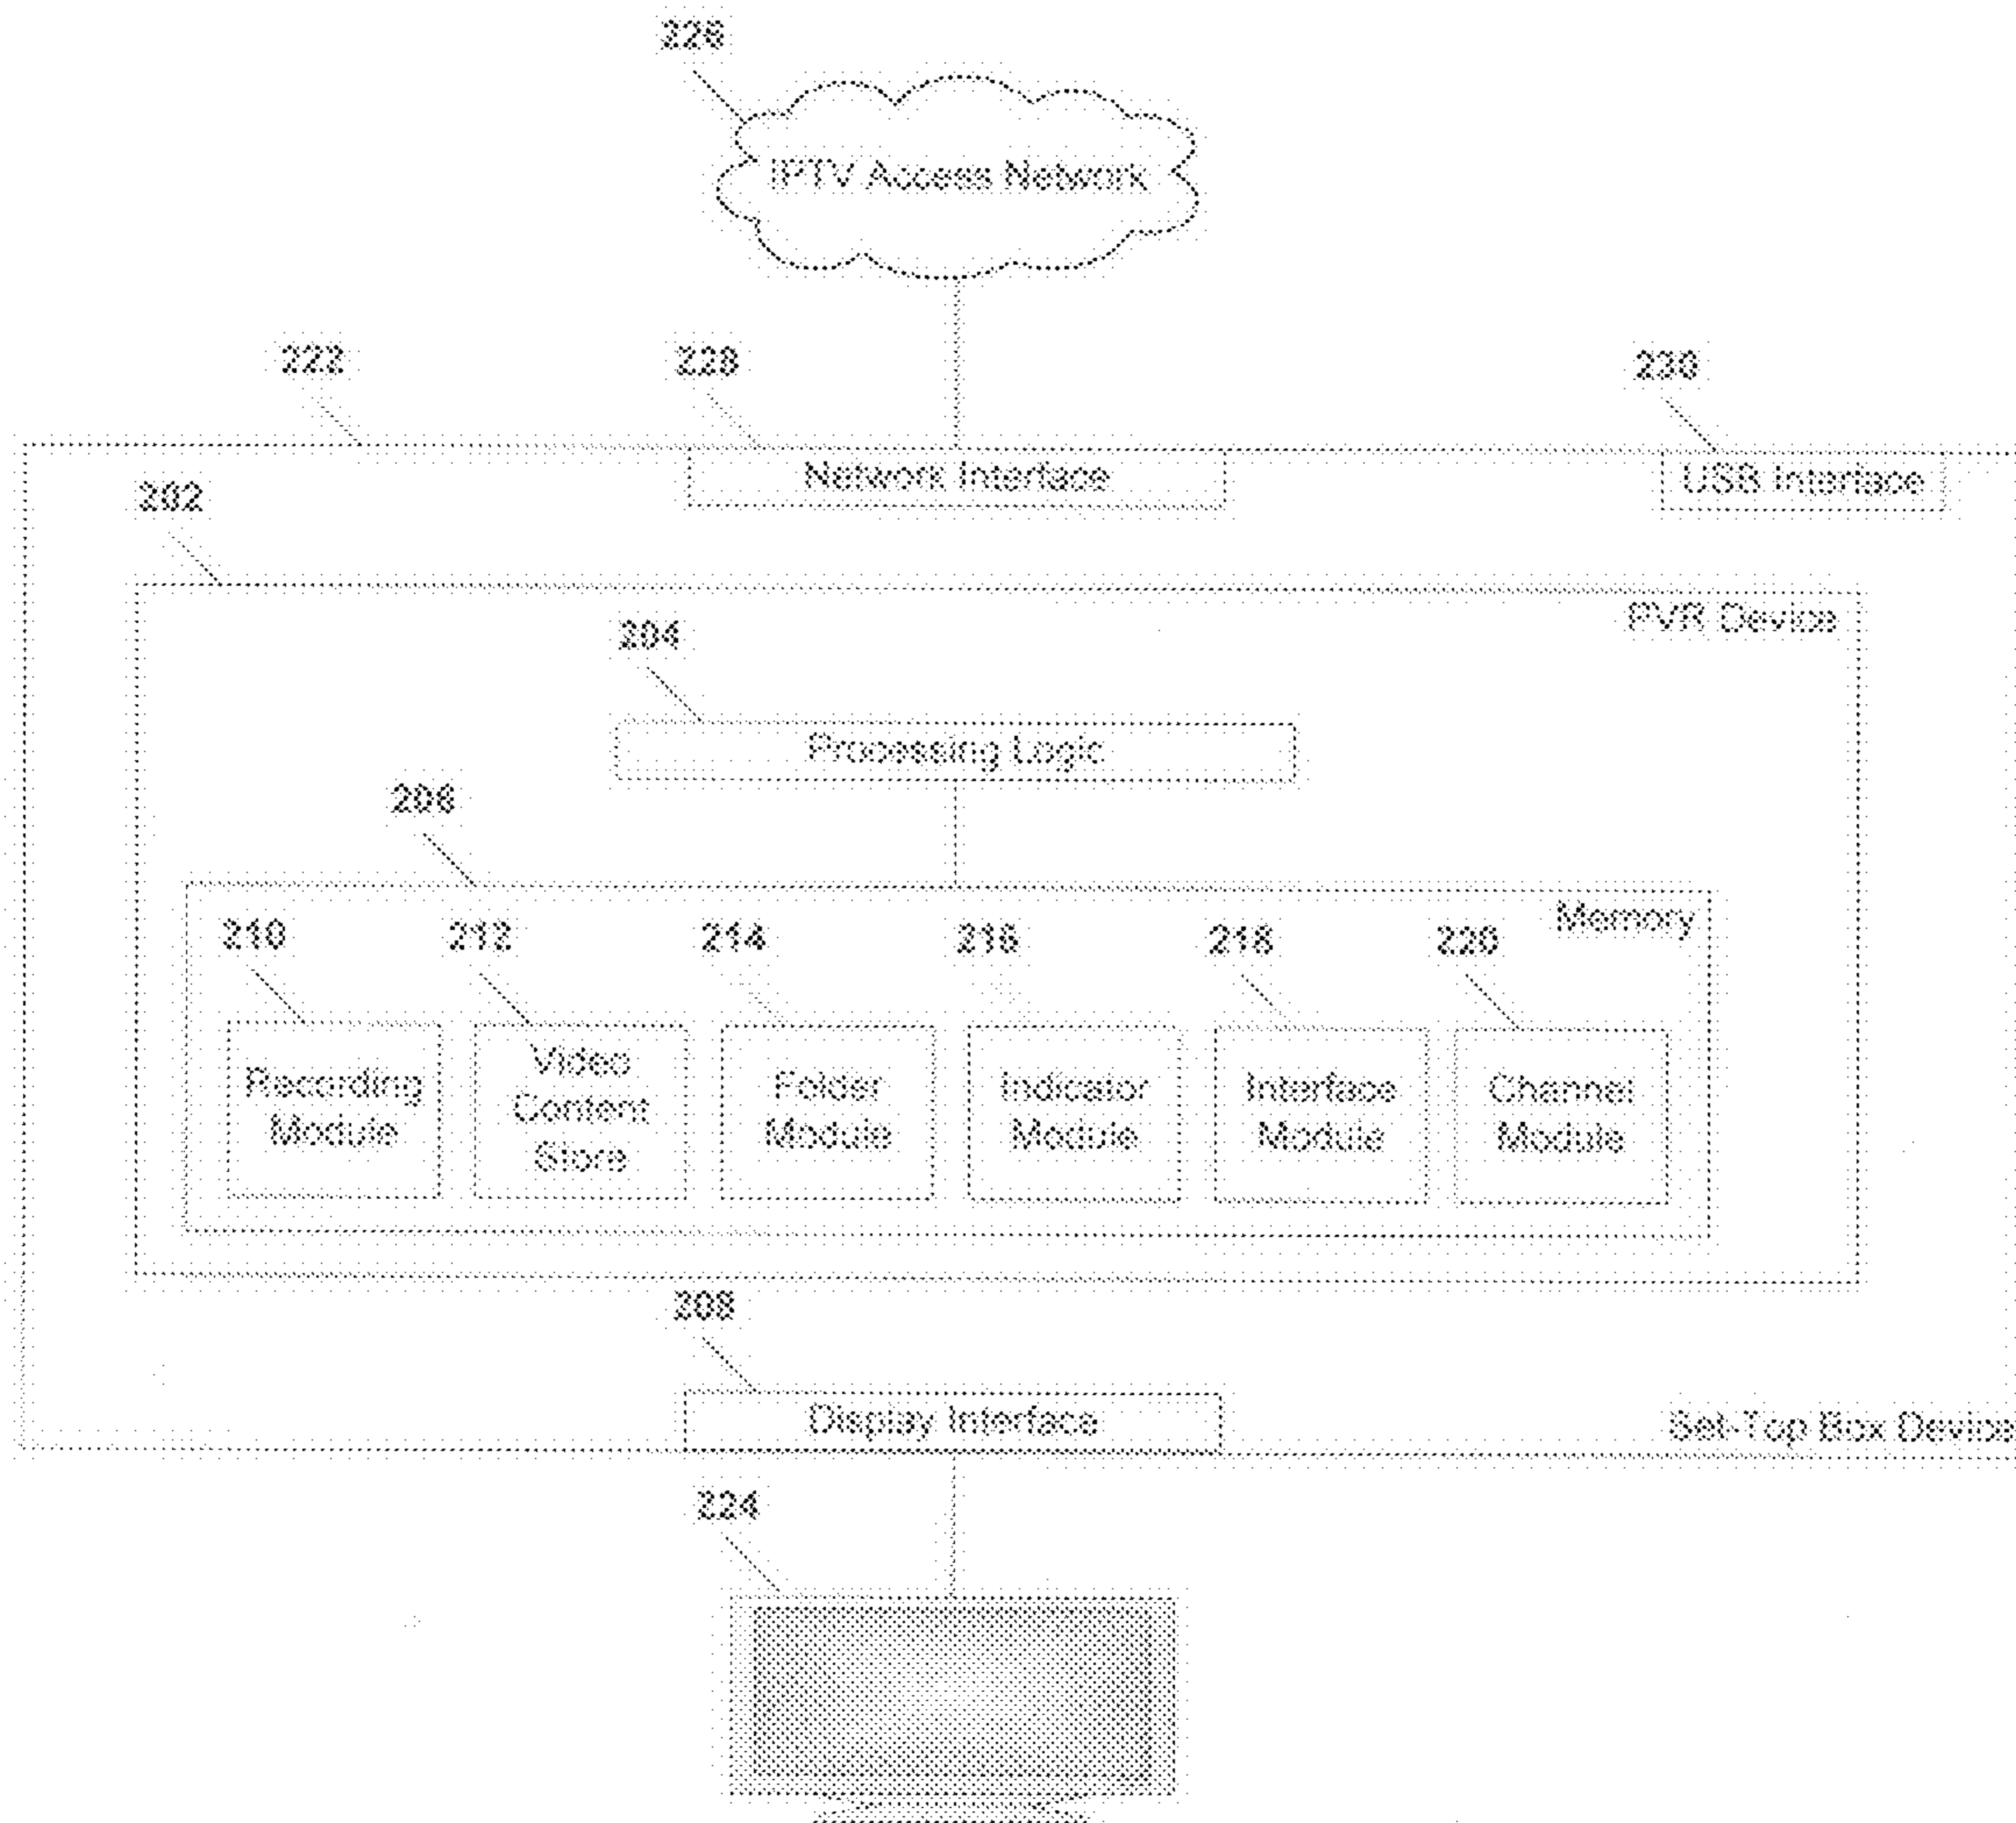 226
IPTV Access Network
222
228
230
Network Interface
USB Interface
202
PVR Device
204
Processing Logic
206
Memory
210
212
214
216
218
220
Recording
Module
Video
Content
Store
Folder
Module
Indicator
Module
Interface
Module
Channel
Module
208
Display Interface
Set-Top Box Device
224